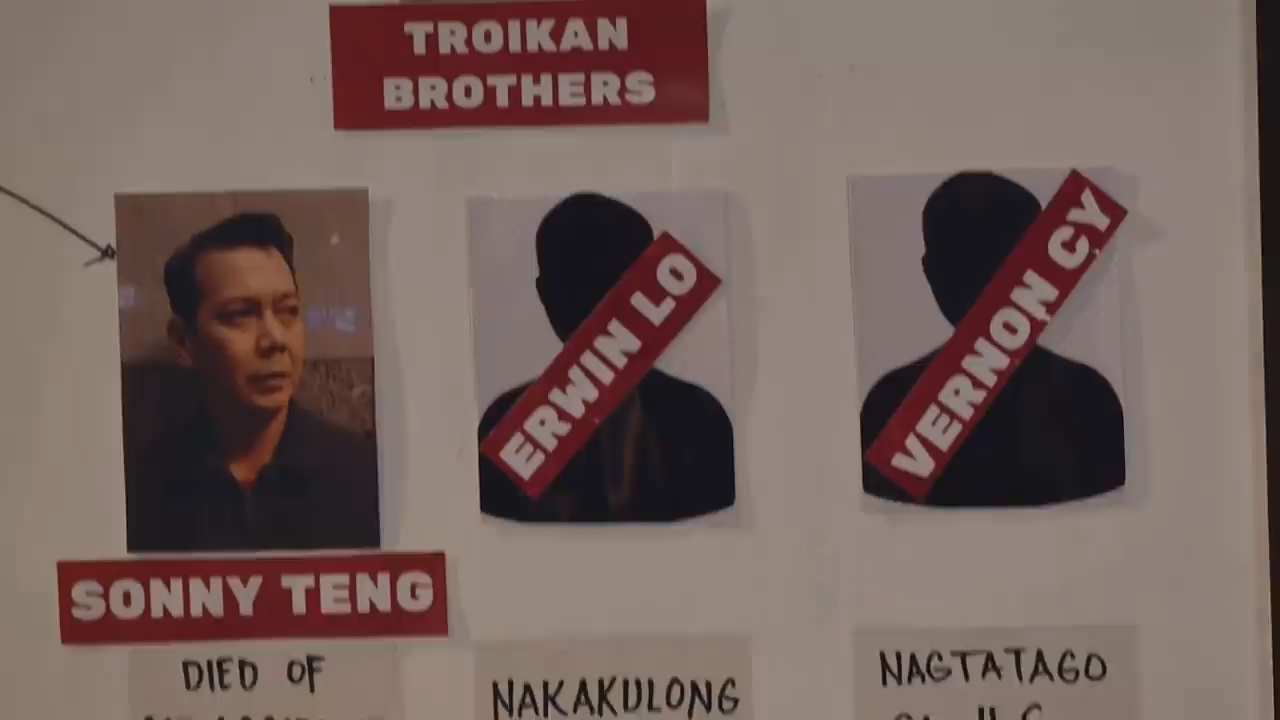 TROIKAN
BROTHERS
ERWIN LO
VERNON CY
SONNY TENG
DIED OF
NAKAKULONG
NAGTATAGO